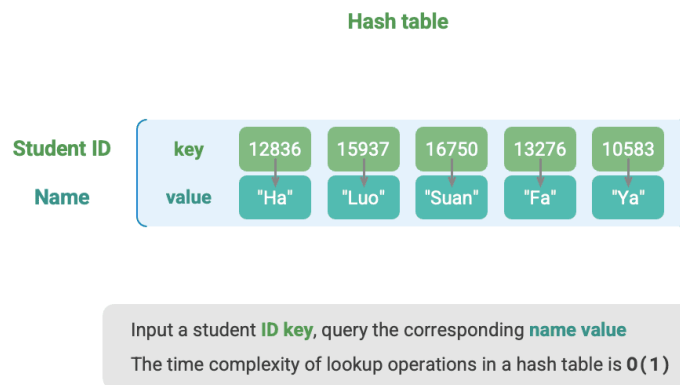 Hash table
Student ID key 12836 15937 16750 13276 10583
Name value "Ha" "Luo" "Suan" "Fa" "Ya"
Input a student ID key, query the corresponding name value
The time complexity of lookup operations in a hash table is O(1)